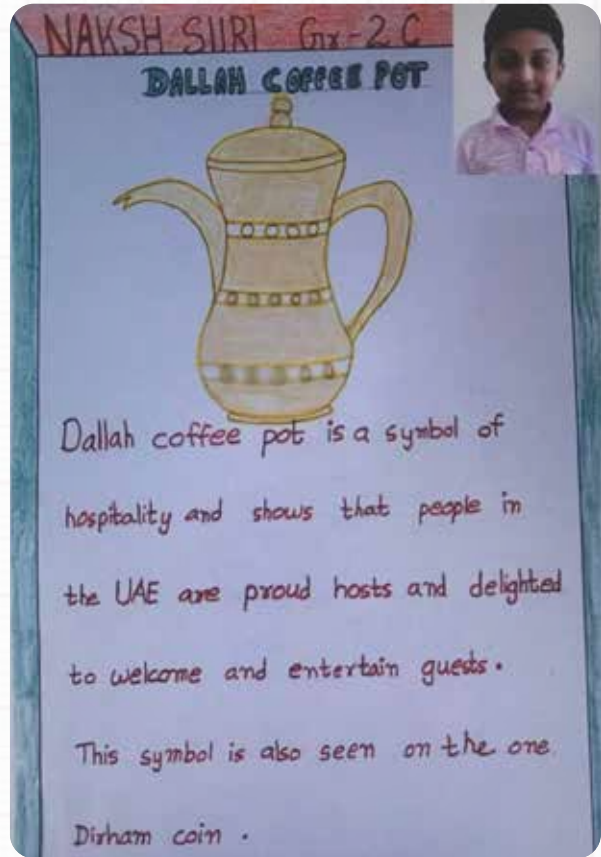 NAKSH SURI Gr-2 C
DALLAH COFFEE POT
Dallah coffee pot is a symbol of
hospitality and shows that people in
the UAE are proud hosts and delighted
to welcome and entertain guests.
This symbol is also seen on the one
Dirham coin.